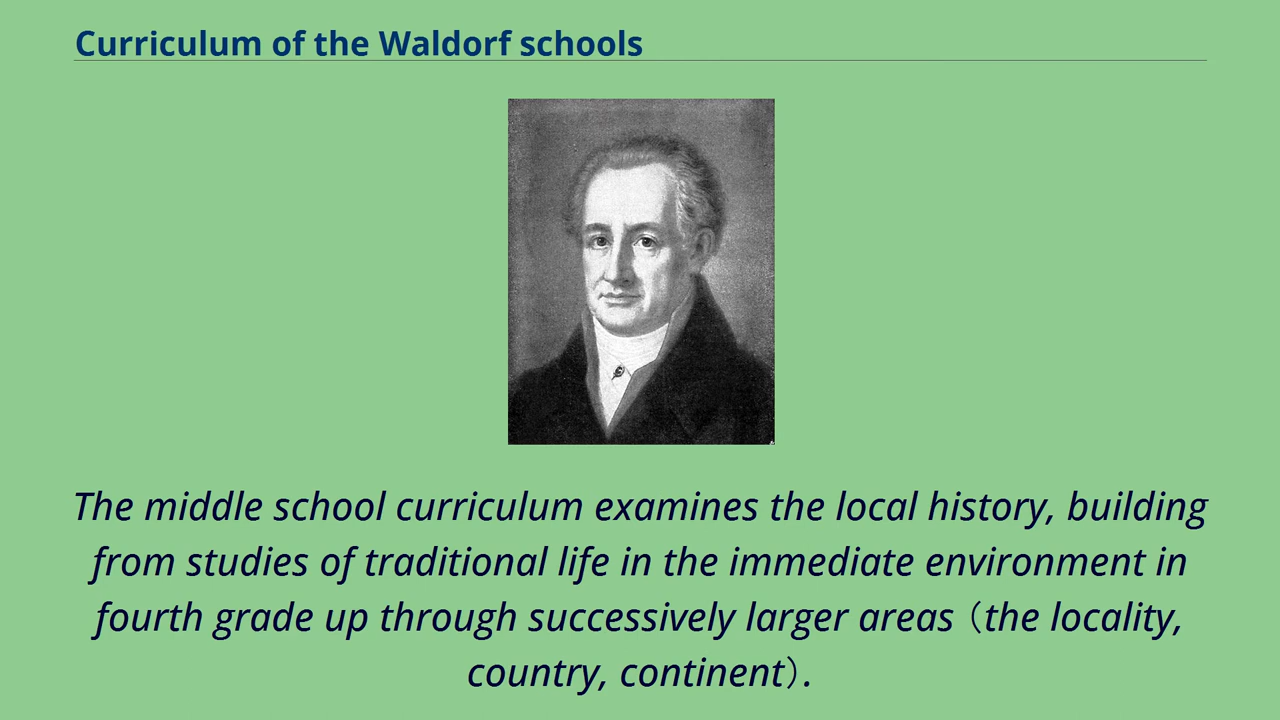 Curriculum of the Waldorf schools
The middle school curriculum examines the local history, building
from studies of traditional life in the immediate environment in
fourth grade up through successively larger areas（the locality,
country, continent）.